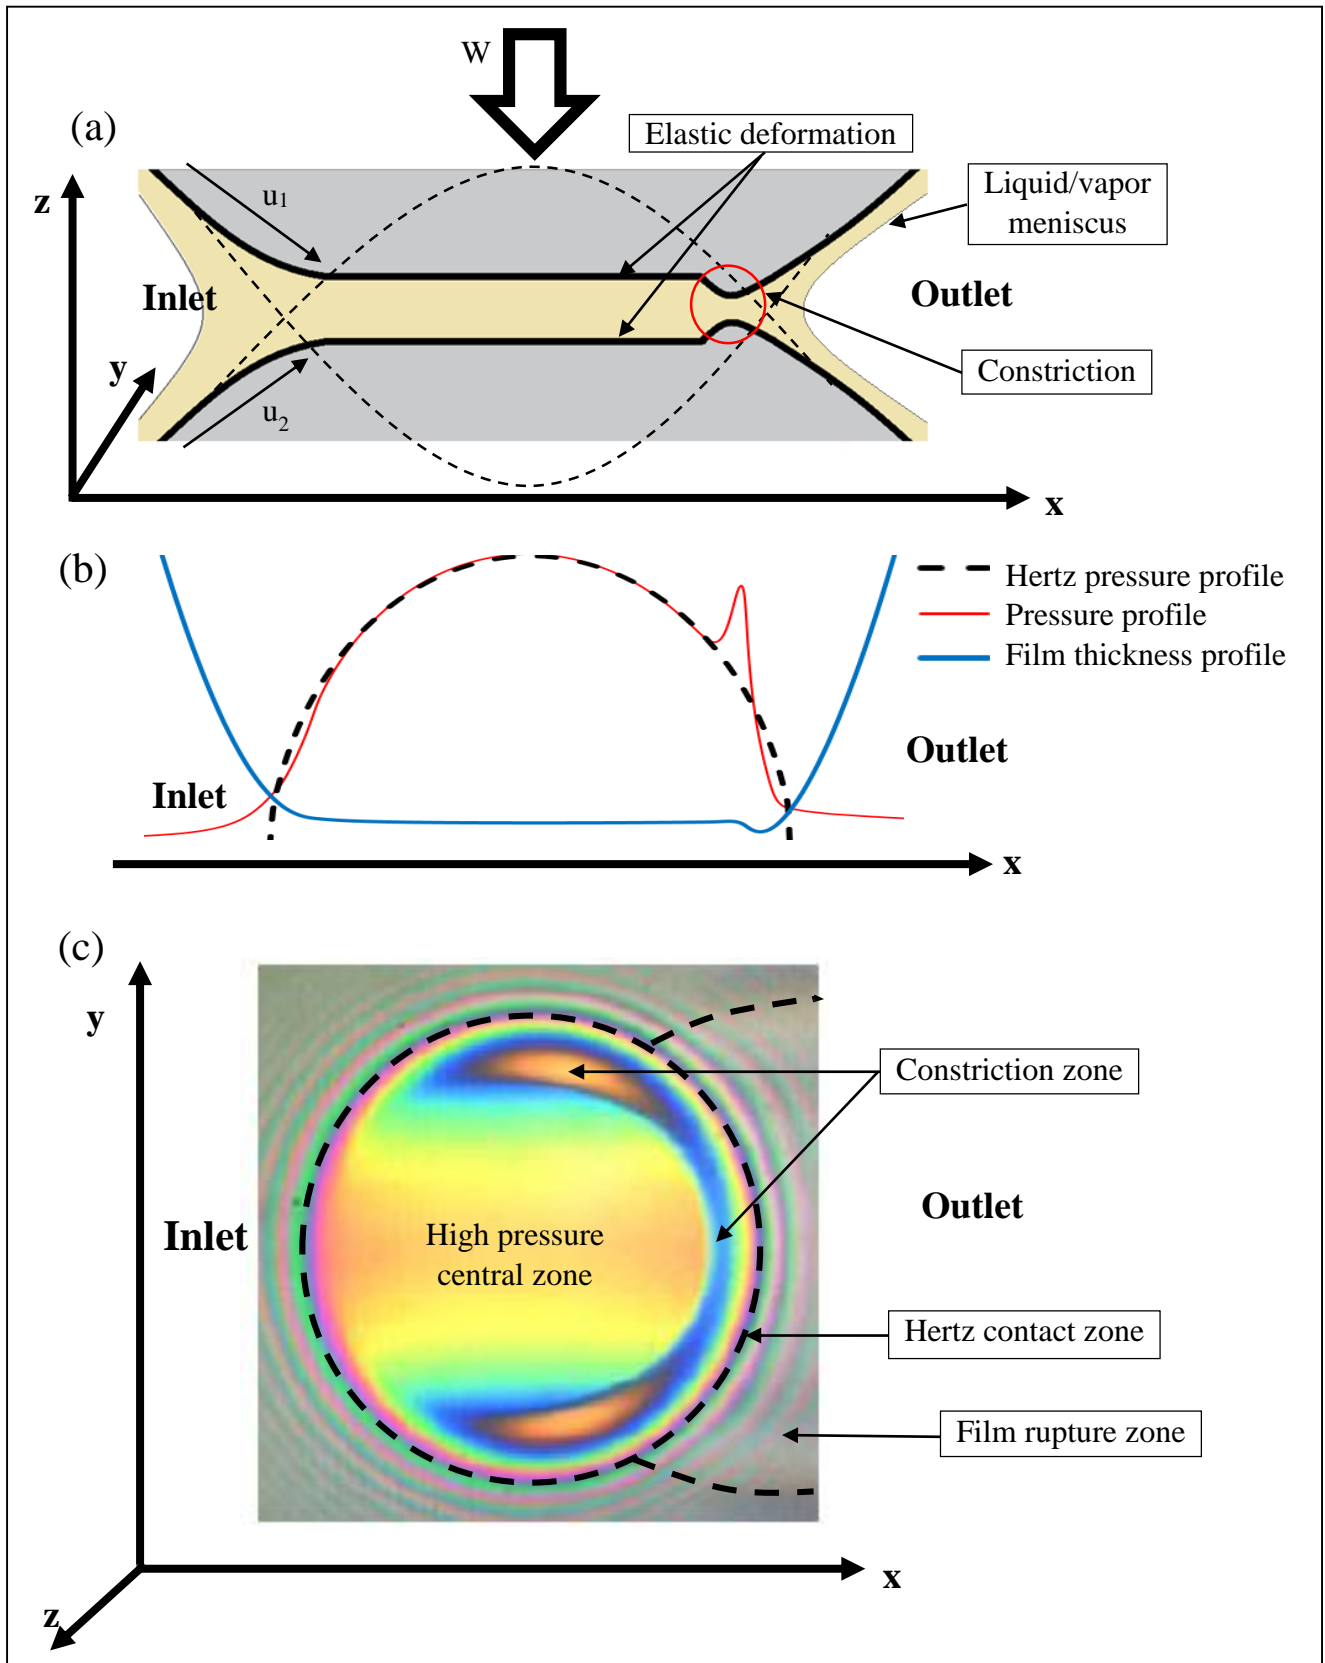 W
(a)
Elastic deformation
z
u1
Liquid/vapor
meniscus
Inlet
Outlet
y
Constriction
u2
x
(b)
Hertz pressure profile
Pressure profile
Film thickness profile
Outlet
Inlet
x
(c)
y
Constriction zone
Outlet
Inlet
High pressure
central zone
Hertz contact zone
Film rupture zone
x
z